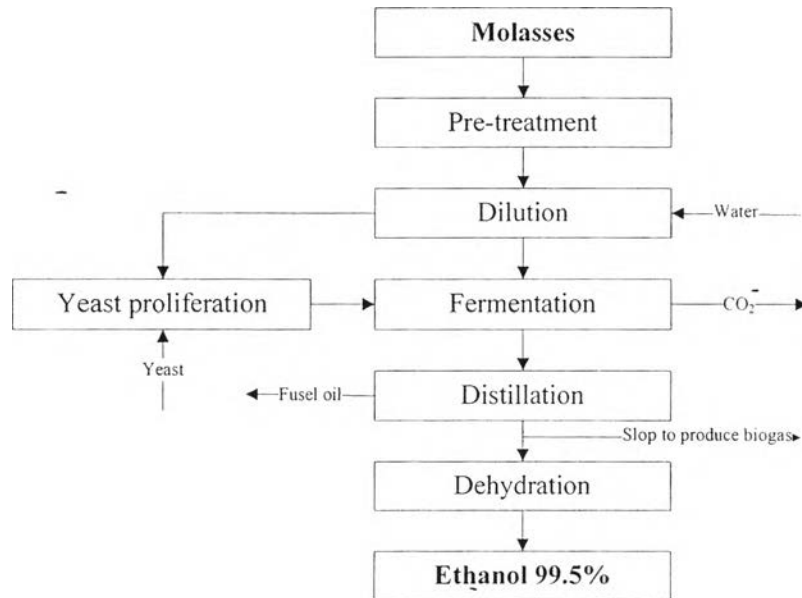 Molasses
Pre-treatment
Dilution
Water
Yeast proliferation
Fermentation
CO₂
Yeast
Fusel oil
Distillation
Slop to produce biogas
Dehydration
Ethanol 99.5%